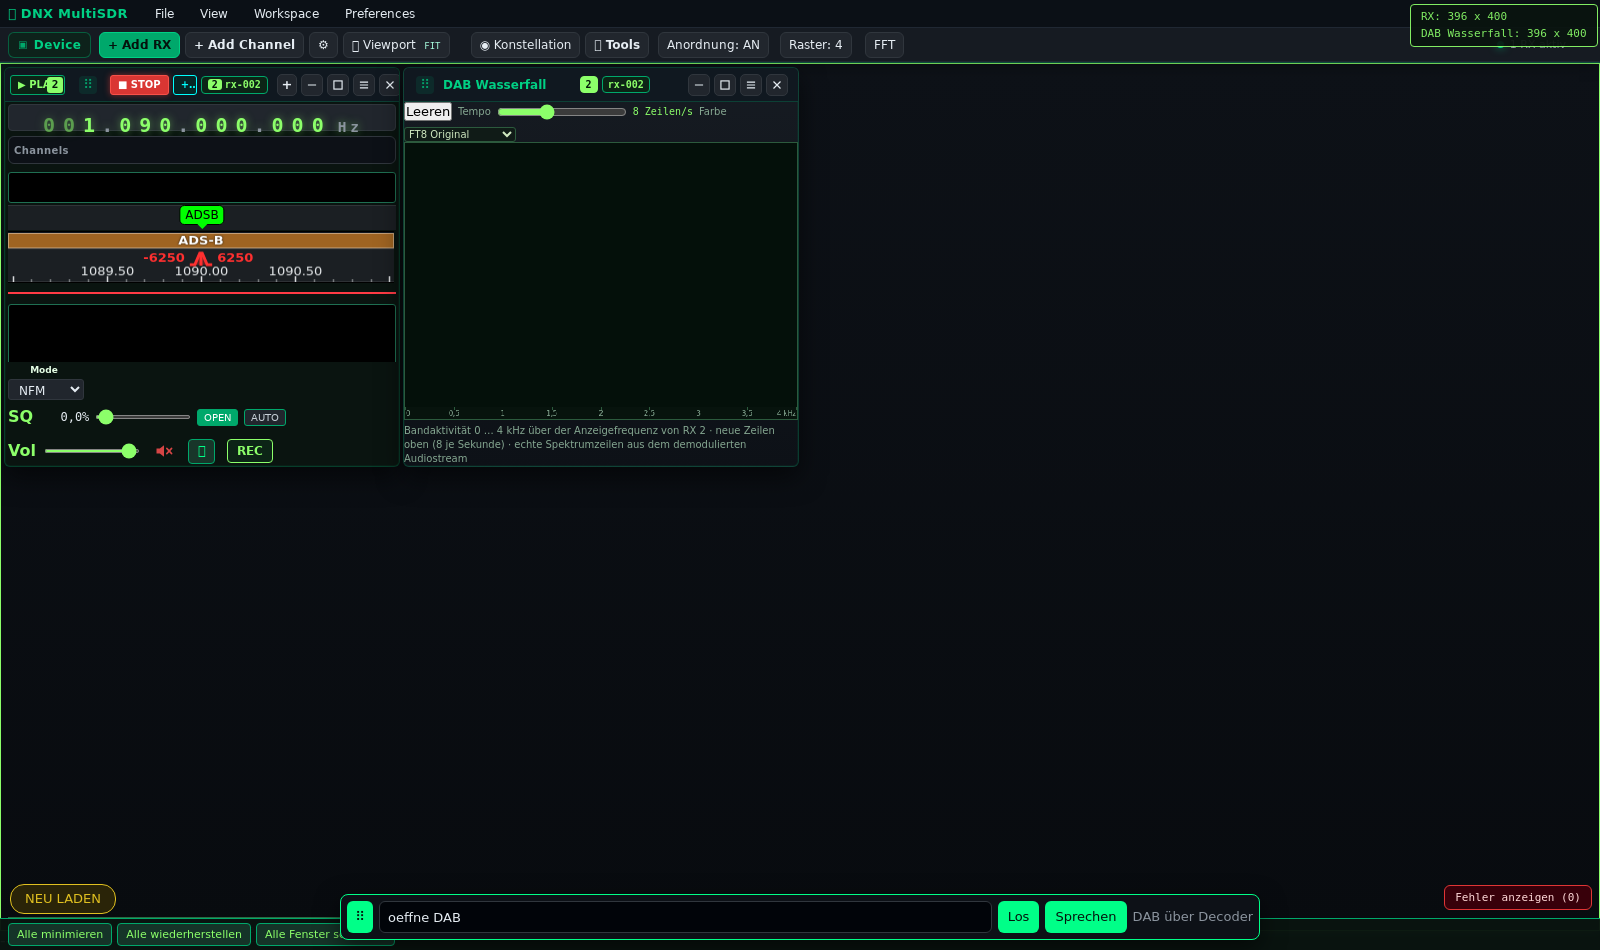 DNX MultiSDR File View Workspace Preferences
RX: 396 x 400
DAB Wasserfall: 396 x 400
Device + Add RX + Add Channel ⚙ Viewport FIT ◉ Konstellation Tools Anordnung: AN Raster: 4 FFT
2 ■ STOP +.. 2 rx-002 + − ☐ ≡ ✕
DAB Wasserfall 2 rx-002 − ☐ ≡ ✕
001.090.000.000 Hz
Leeren Tempo 8 Zeilen/s Farbe
FT8 Original
Channels
ADSB
ADS-B
-6250 6250
1089.50 1090.00 1090.50
Mode
NFM
SQ 0,0% OPEN AUTO
Vol REC
0 0,5 1 1,5 2 2,5 3 3,5 4 kHz
Bandaktivität 0 … 4 kHz über der Anzeigefrequenz von RX 2 · neue Zeilen
oben (8 je Sekunde) · echte Spektrumzeilen aus dem demodulierten
Audiostream
NEU LADEN
Fehler anzeigen (0)
oeffne DAB Los Sprechen DAB über Decoder
Alle minimieren Alle wiederherstellen Alle Fenster